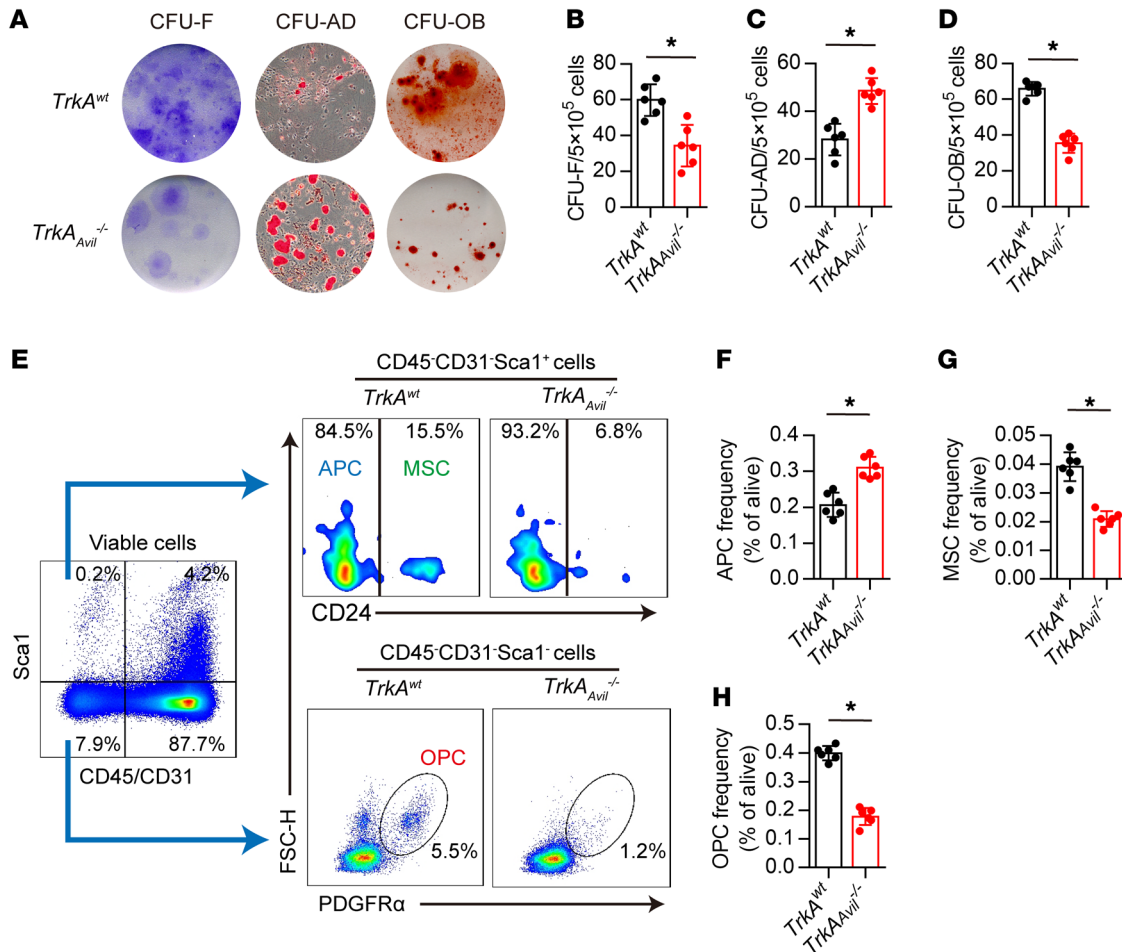 A
CFU-F
CFU-AD
CFU-OB
TrkA^wt
TrkA_Avil^-/-
B
*
CFU-F/5×10^5 cells
80
60
40
20
0
TrkA^wt
TrkA_Avil^-/-
C
*
CFU-AD/5×10^5 cells
60
40
20
0
TrkA^wt
TrkA_Avil^-/-
D
*
CFU-OB/5×10^5 cells
80
60
40
20
0
TrkA^wt
TrkA_Avil^-/-
E
Viable cells
0.2%
4.2%
7.9%
87.7%
Sca1
CD45/CD31
CD45^-CD31^-Sca1^+ cells
TrkA^wt
TrkA_Avil^-/-
84.5%
15.5%
93.2%
6.8%
APC
MSC
CD24
CD45^-CD31^-Sca1^- cells
TrkA^wt
TrkA_Avil^-/-
OPC
5.5%
1.2%
FSC-H
PDGFRα
F
*
APC frequency
(% of alive)
0.4
0.3
0.2
0.1
0.0
TrkA^wt
TrkA_Avil^-/-
G
*
MSC frequency
(% of alive)
0.05
0.04
0.03
0.02
0.01
0.00
TrkA^wt
TrkA_Avil^-/-
H
*
OPC frequency
(% of alive)
0.5
0.4
0.3
0.2
0.1
0.0
TrkA^wt
TrkA_Avil^-/-